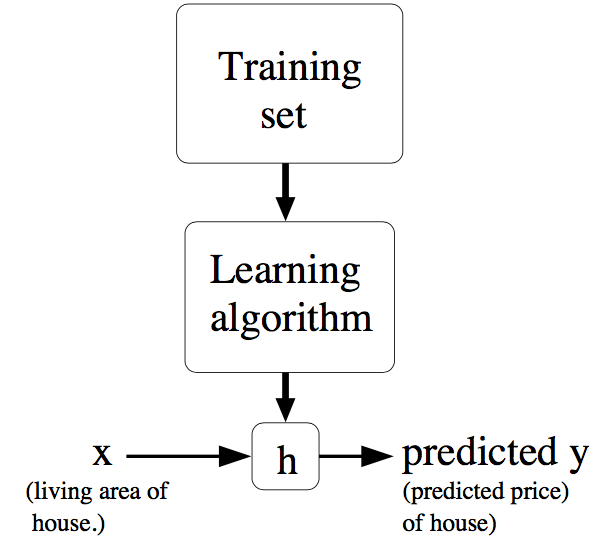 Training
set
Learning
algorithm
x
h
predicted y
(living area of
house.)
(predicted price)
of house)